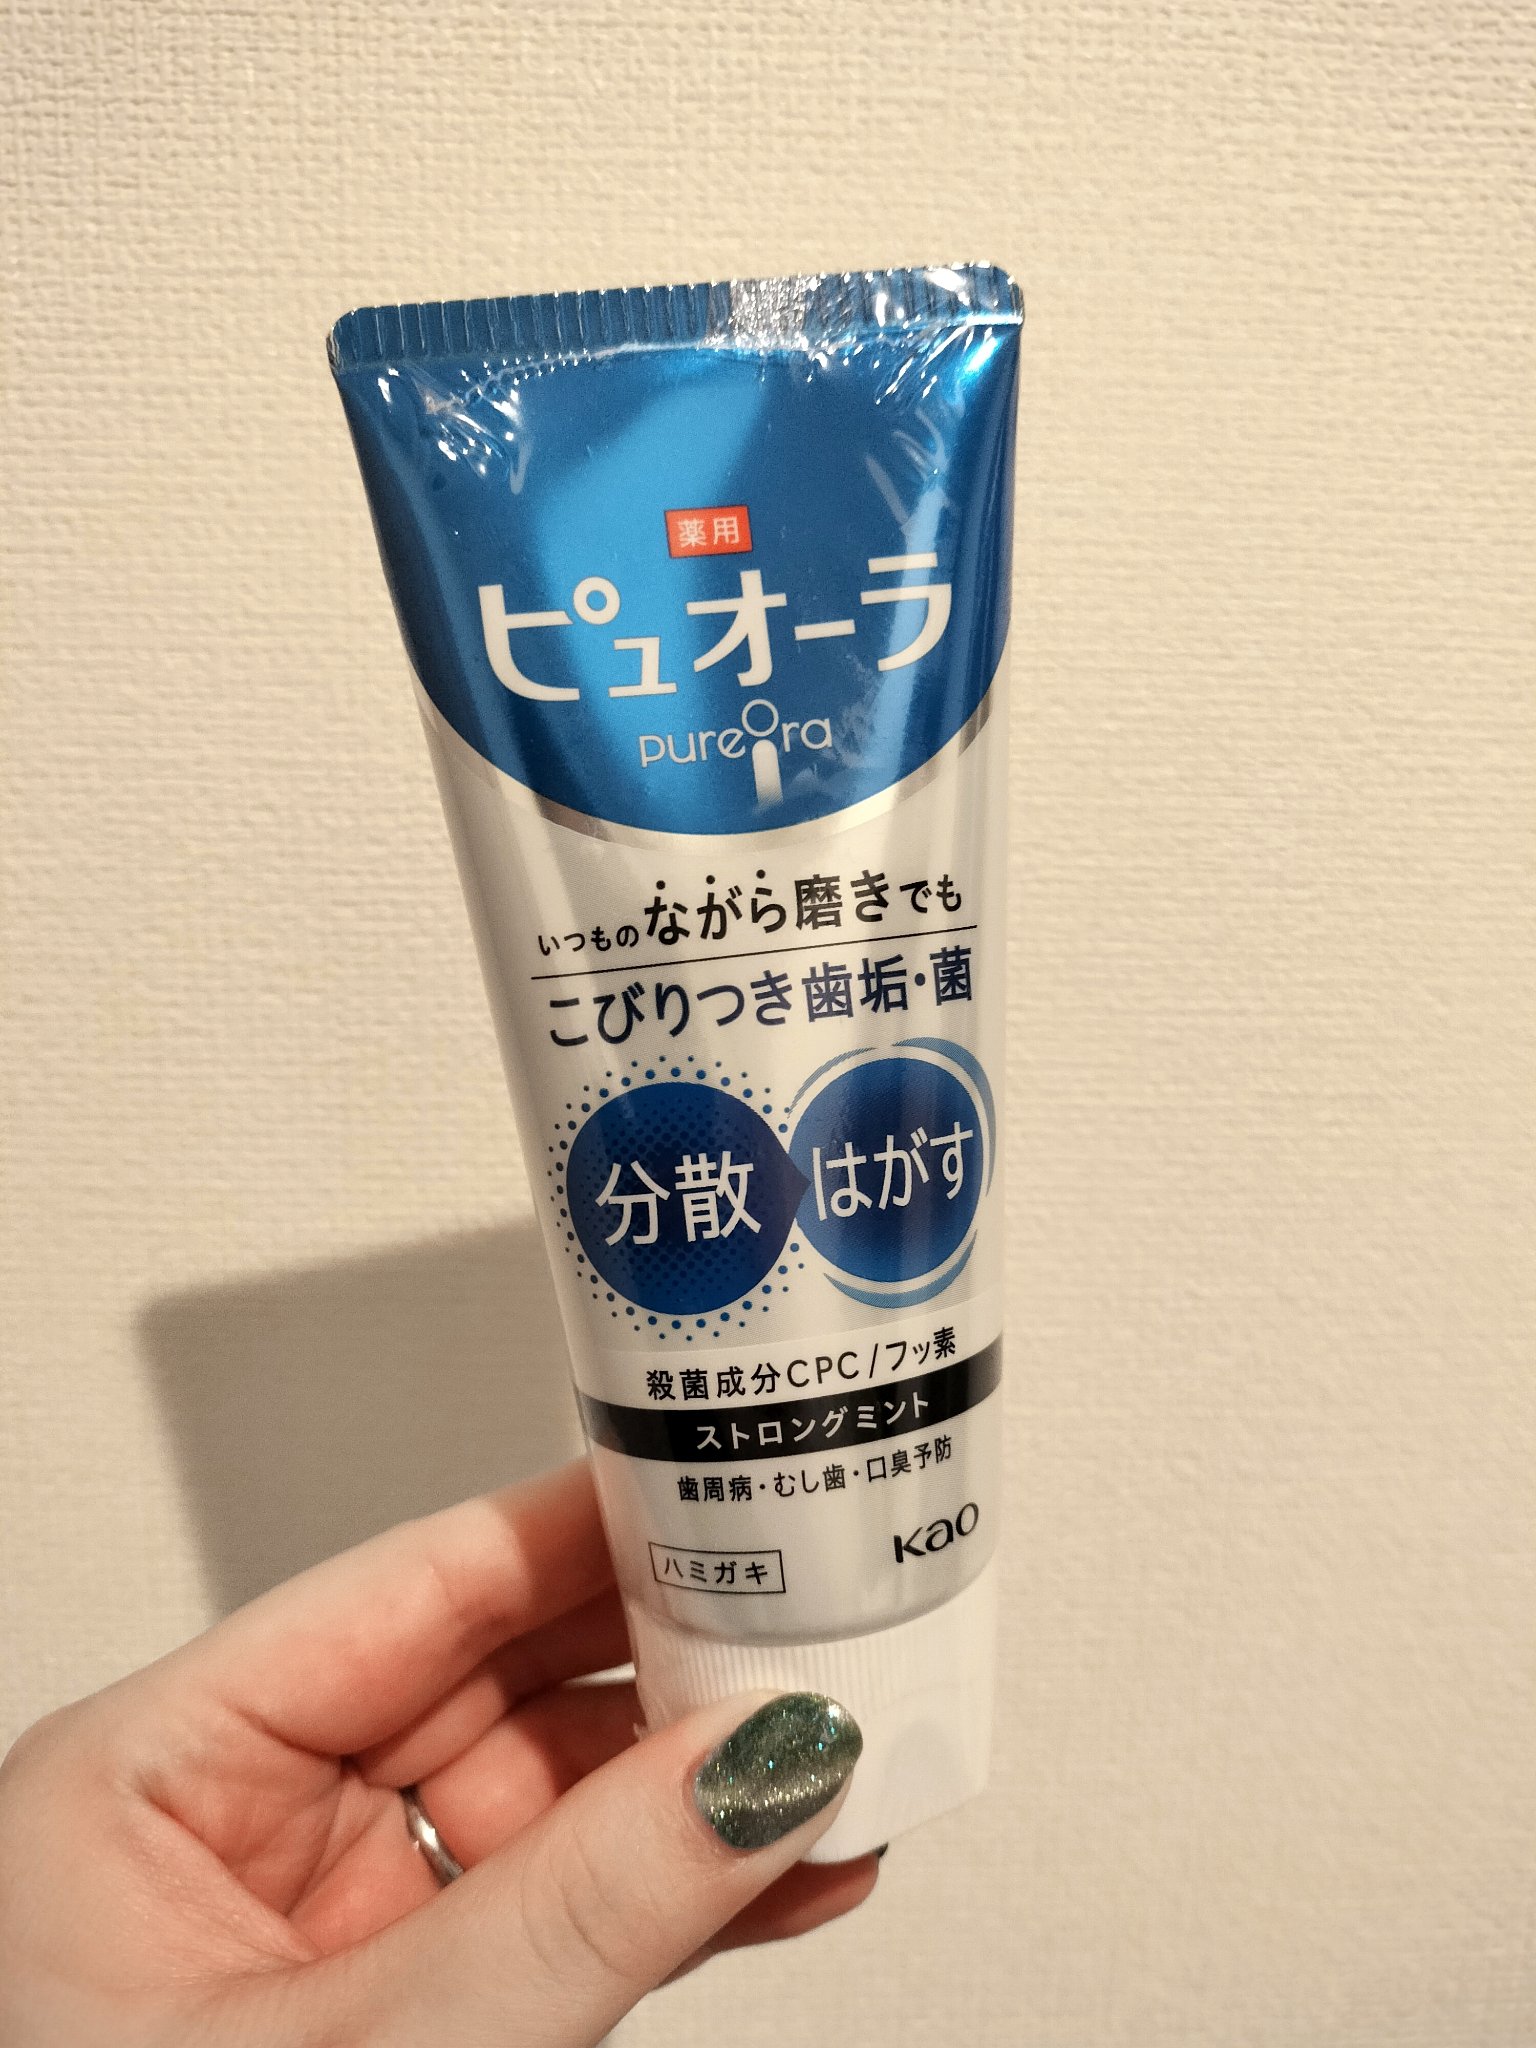 薬用
ピュオーラ
pureora
いつものながら磨きでも
こびりつき歯垢・菌
分散 はがす
殺菌成分CPC/フッ素
ストロングミント
歯周病・むし歯・口臭予防
ハミガキ
Kao